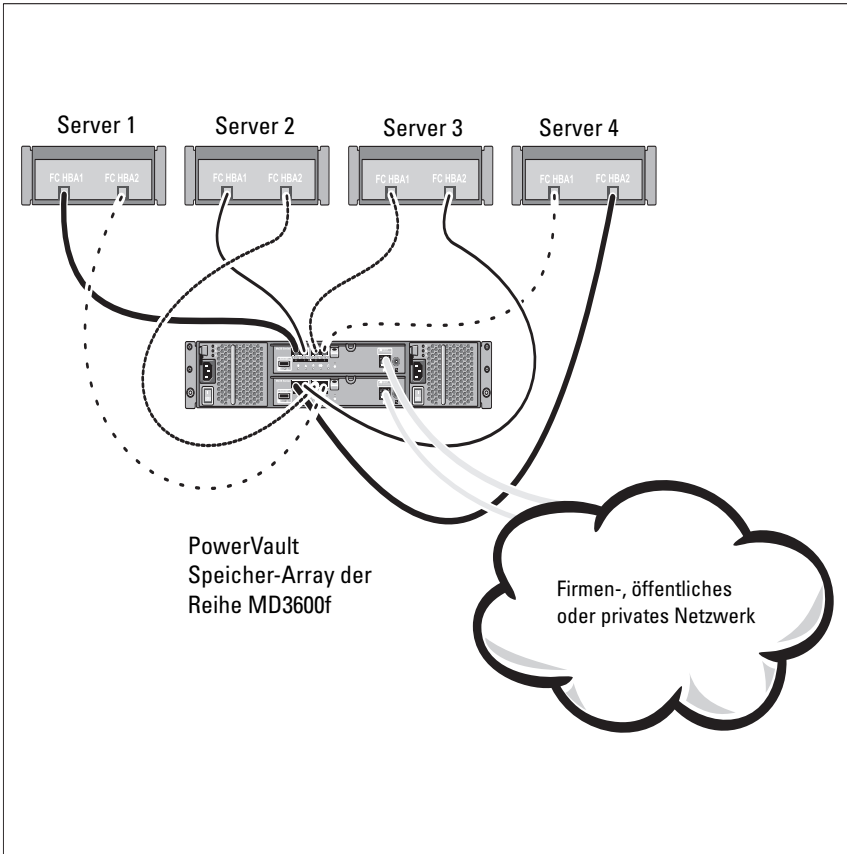 Server 1
Server 2
Server 3
Server 4
FC HBA1
FC HBA2
FC HBA1
FC HBA2
FC HBA1
FC HBA2
FC HBA1
FC HBA2
PowerVault
Speicher-Array der
Reihe MD3600f
Firmen-, öffentliches
oder privates Netzwerk